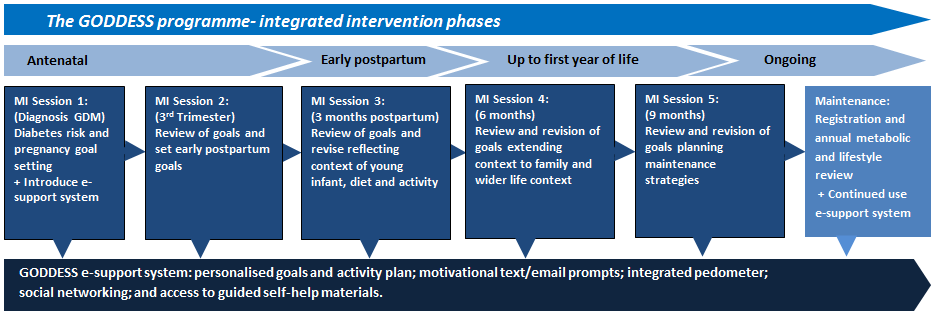 The GODDESS programme- integrated intervention phases
Antenatal
Early postpartum
Up to first year of life
Ongoing
MI Session 1:
(Diagnosis GDM)
Diabetes risk and
pregnancy goal
setting
+ Introduce e-
support system
MI Session 2:
(3rd Trimester)
Review of goals and
set early postpartum
goals
MI Session 3:
(3 months postpartum)
Review of goals and
revise reflecting
context of young
infant, diet and activity
MI Session 4:
(6 months)
Review and revision of
goals extending
context to family and
wider life context
MI Session 5:
(9 months)
Review and revision of
goals planning
maintenance
strategies
Maintenance:
Registration and
annual metabolic
and lifestyle
review
+ Continued use
e-support system
GODDESS e-support system: personalised goals and activity plan; motivational text/email prompts; integrated pedometer;
social networking; and access to guided self-help materials.